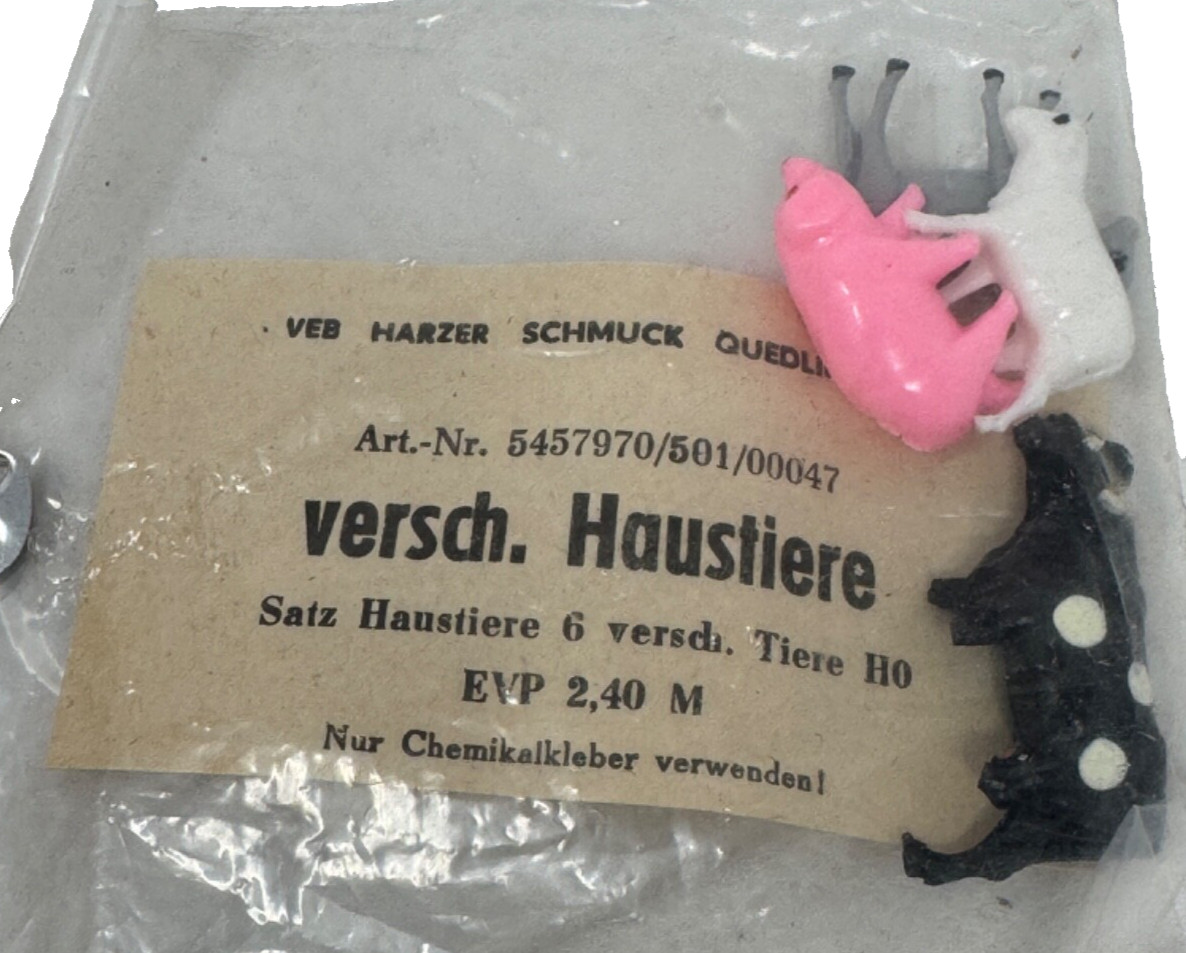 VEB HARZER SCHMUCK
Art.-Nr. 5457970/501/00047
versch. Haustiere
Satz Haustiere 6 versch. Tiere H0
EVP 2,40 M
Nur Chemikalkleber verwenden!